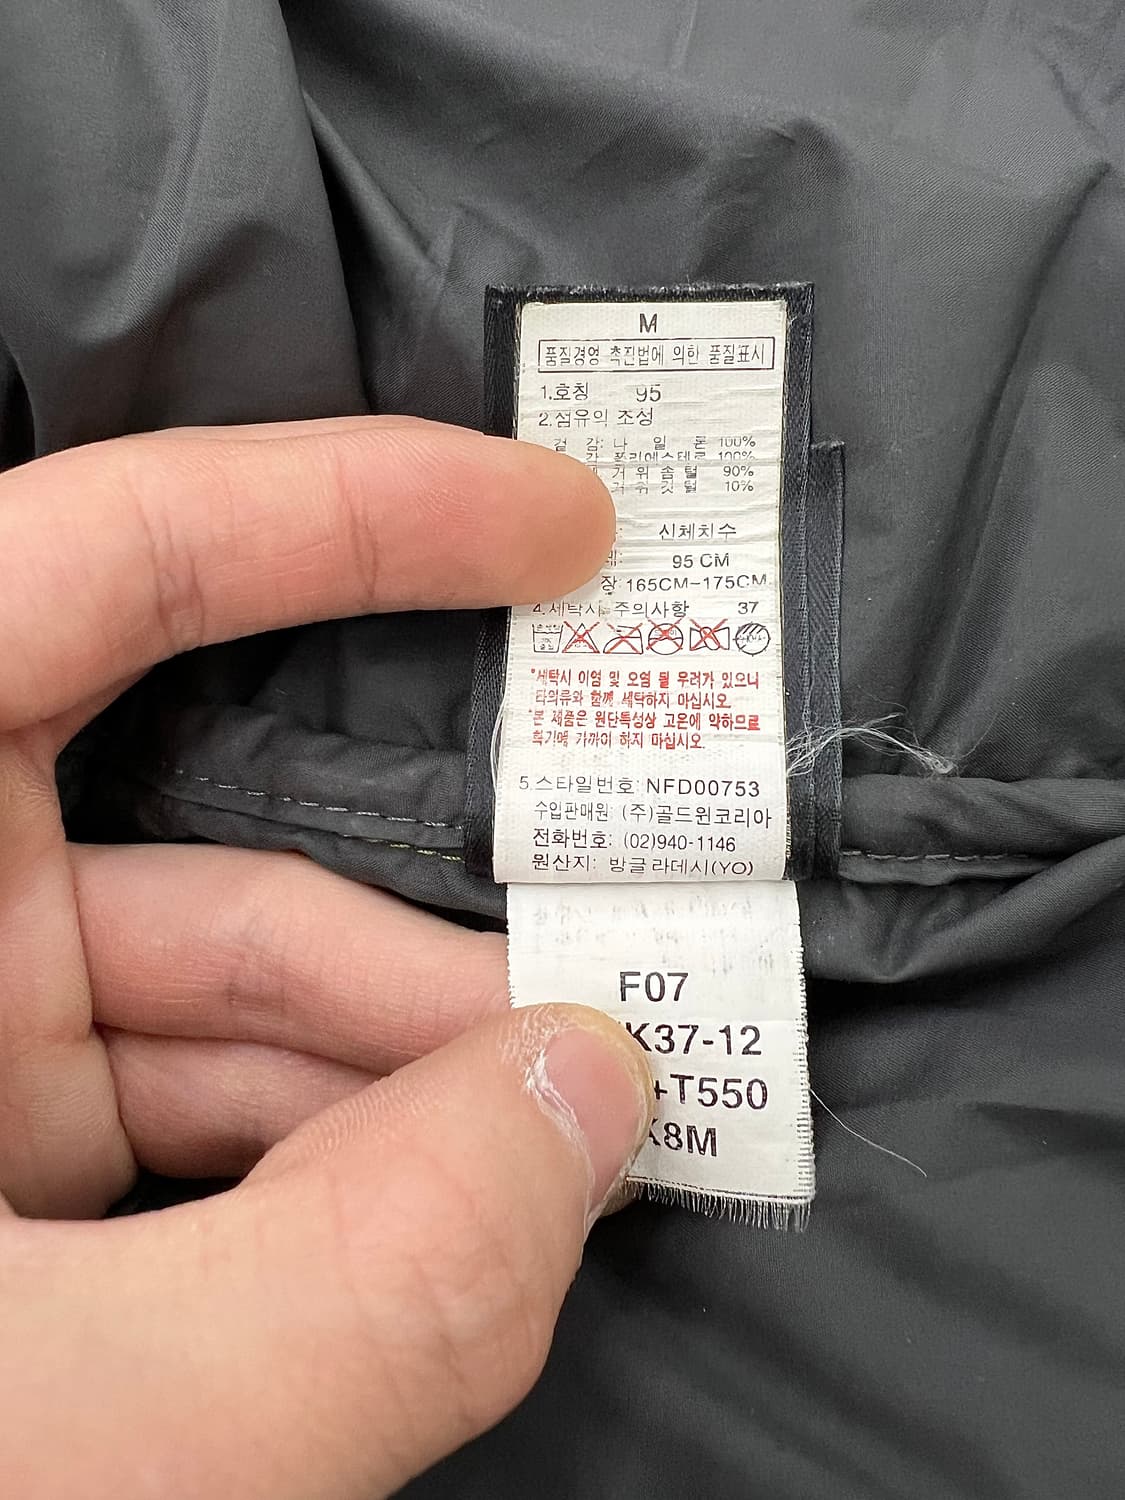 M
품질경영 촉진법에 의한 품질표시
1.호칭 95
2.섬유의 조성
겉 감: 나 일 론 100%
감 폴리에스테르 100%
거 위 솜 털 90%
거 위 깃 털 10%
신체치수
95 CM
장: 165CM-175CM
4.세탁시 주의사항 37
*세탁시 이염 및 오염 될 우려가 있으니
타의류와 함께 세탁하지 마십시오.
*본 제품은 원단특성상 고온에 약하므로
화기에 가까이 하지 마십시오.
5.스타일번호: NFD00753
수입판매원: (주)골드윈코리아
전화번호: (02)940-1146
원산지: 방글라데시(YO)
F07
K37-12
+T550
K8M